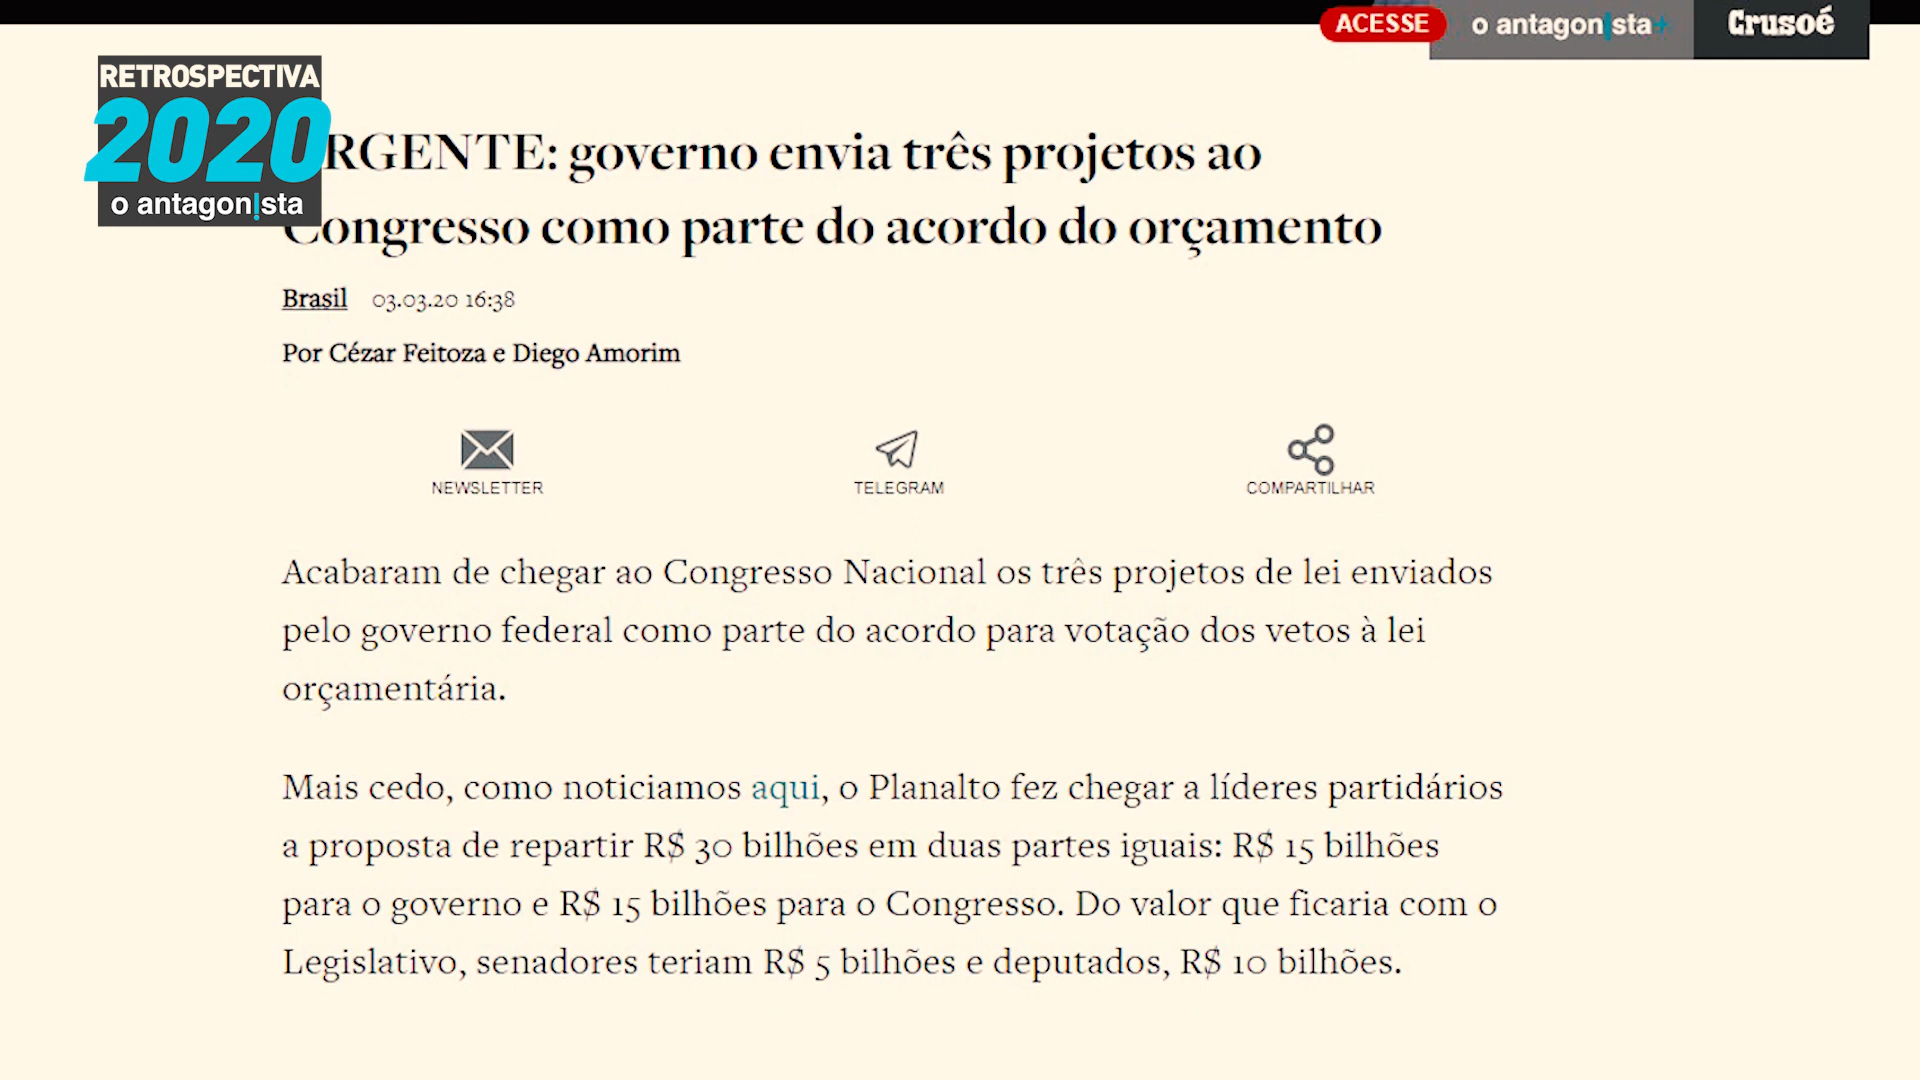 ACESSE
o antagonista+
Crusoé
RETROSPECTIVA
2020
o antagonista
RGENTE: governo envia três projetos ao
Congresso como parte do acordo do orçamento
Brasil 03.03.20 16:38
Por Cézar Feitoza e Diego Amorim
NEWSLETTER
TELEGRAM
COMPARTILHAR
Acabaram de chegar ao Congresso Nacional os três projetos de lei enviados
pelo governo federal como parte do acordo para votação dos vetos à lei
orçamentária.
Mais cedo, como noticiamos aqui, o Planalto fez chegar a líderes partidários
a proposta de repartir R$ 30 bilhões em duas partes iguais: R$ 15 bilhões
para o governo e R$ 15 bilhões para o Congresso. Do valor que ficaria com o
Legislativo, senadores teriam R$ 5 bilhões e deputados, R$ 10 bilhões.